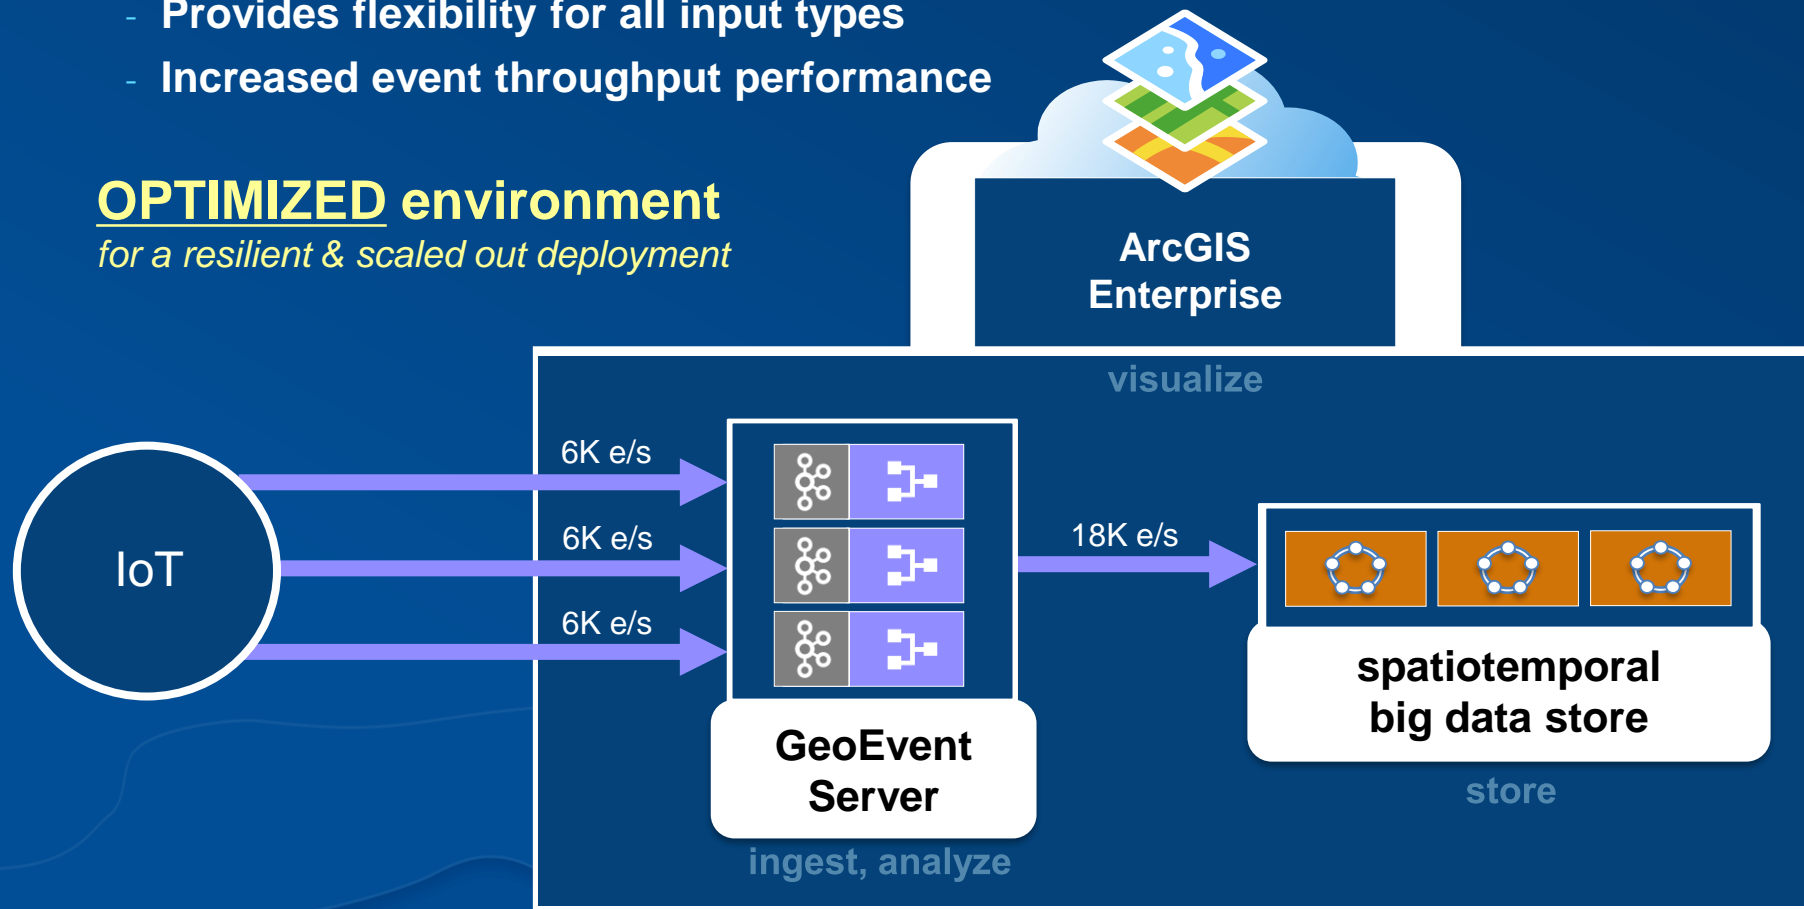 - Provides flexibility for all input types
- Increased event throughput performance
OPTIMIZED environment
for a resilient & scaled out deployment
ArcGIS
Enterprise
visualize
6K e/s
6K e/s
6K e/s
18K e/s
IoT
GeoEvent
Server
ingest, analyze
spatiotemporal
big data store
store